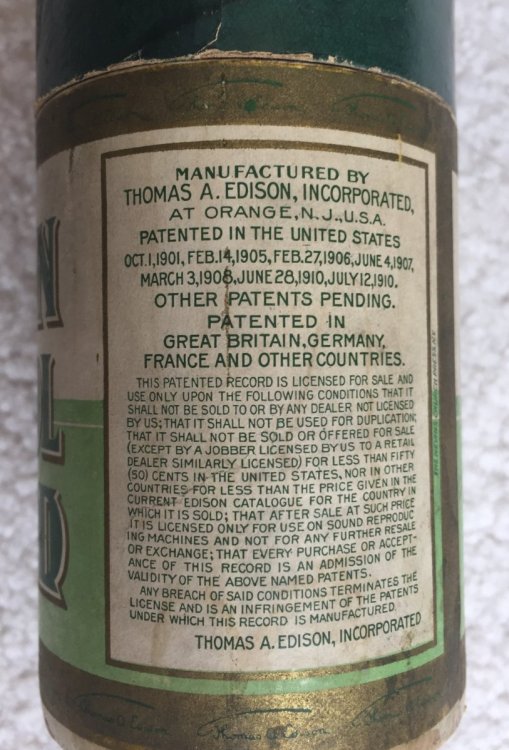 MANUFACTURED BY
THOMAS A. EDISON, INCORPORATED,
AT ORANGE, N.J., U.S.A.
PATENTED IN THE UNITED STATES
OCT.1,1901, FEB.14,1905, FEB.27,1906, JUNE 4,1907,
MARCH 3,1908, JUNE 28,1910, JULY 12,1910.
OTHER PATENTS PENDING.
PATENTED IN
GREAT BRITAIN, GERMANY,
FRANCE AND OTHER COUNTRIES.
THIS PATENTED RECORD IS LICENSED FOR SALE AND
USE ONLY UPON THE FOLLOWING CONDITIONS THAT IT
SHALL NOT BE SOLD TO OR BY ANY DEALER NOT LICENSED
BY US; THAT IT SHALL NOT BE USED FOR DUPLICATION;
THAT IT SHALL NOT BE SOLD OR OFFERED FOR SALE
(EXCEPT BY A JOBBER LICENSED BY US TO A RETAIL
DEALER SIMILARLY LICENSED) FOR LESS THAN FIFTY
(50) CENTS IN THE UNITED STATES, NOR IN OTHER
COUNTRIES FOR LESS THAN THE PRICE GIVEN IN THE
CURRENT EDISON CATALOGUE FOR THE COUNTRY IN
WHICH IT IS SOLD; THAT AFTER SALE AT SUCH PRICE
IT IS LICENSED ONLY FOR USE ON SOUND REPRODUC
ING MACHINES AND NOT FOR ANY FURTHER RESALE
OR EXCHANGE; THAT EVERY PURCHASE OR ACCEPT-
ANCE OF THIS RECORD IS AN ADMISSION OF THE
VALIDITY OF THE ABOVE NAMED PATENTS.
ANY BREACH OF SAID CONDITIONS TERMINATES THE
LICENSE AND IS AN INFRINGEMENT OF THE PATENTS
UNDER WHICH THIS RECORD IS MANUFACTURED.
THOMAS A. EDISON, INCORPORATED
N
L
D
Thomas A Edison
Thomas A Edison
Thomas